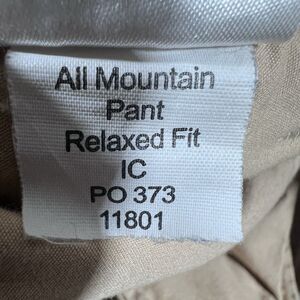 All Mountain
Pant
Relaxed Fit
IC
PO 373
11801